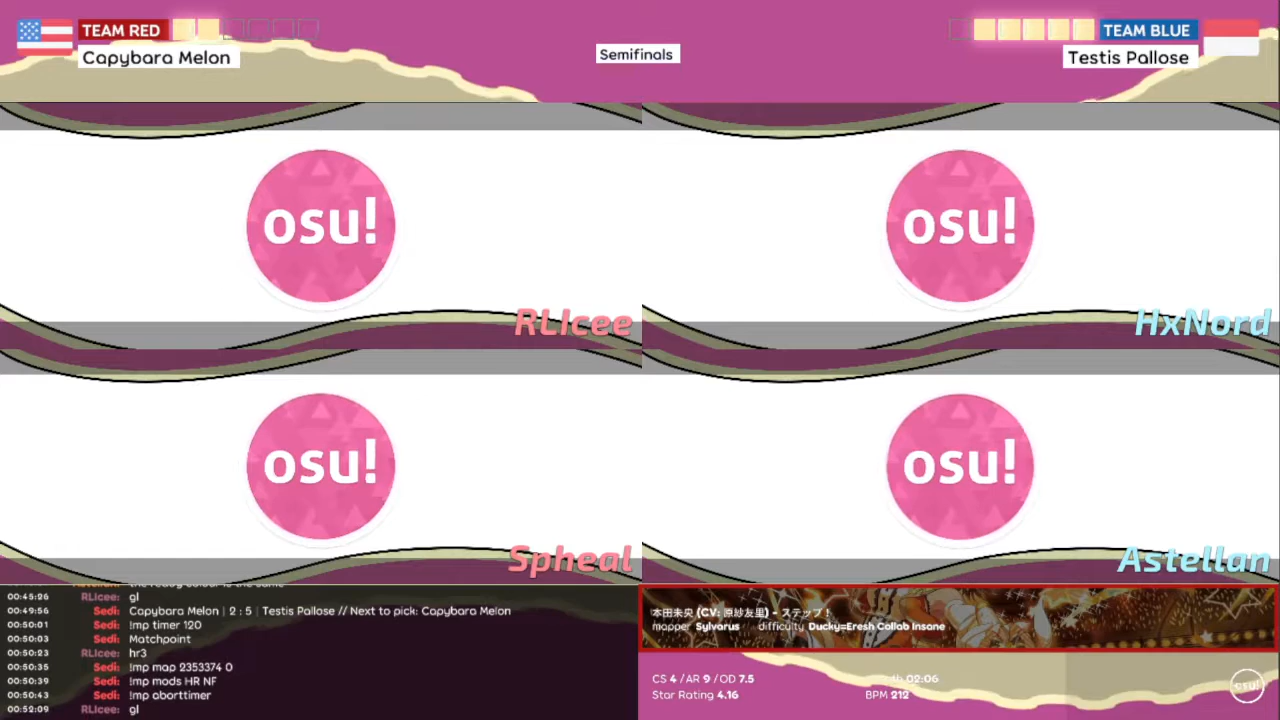 TEAM RED
Capybara Melon
Semifinals
TEAM BLUE
Testis Pallose
osu!
RLIcee
osu!
HxNord
osu!
Spheal
osu!
Astellan
00:45:26 RLIcee: gl
00:49:56 Sedi: Capybara Melon | 2 : 5 | Testis Pallose // Next to pick: Capybara Melon
00:50:01 Sedi: !mp timer 120
00:50:03 Sedi: Matchpoint
00:50:23 RLIcee: hr3
00:50:35 Sedi: !mp map 2353374 0
00:50:39 Sedi: !mp mods HR NF
00:50:43 Sedi: !mp aborttimer
00:52:09 RLIcee: gl
本田未央 (CV: 原紗友里) - ステップ！
mapper Sylvarus difficulty Ducky=Eresh Collab Insane
CS 4 / AR 9 / OD 7.5
Star Rating 4.16
02:06
BPM 212
osu!